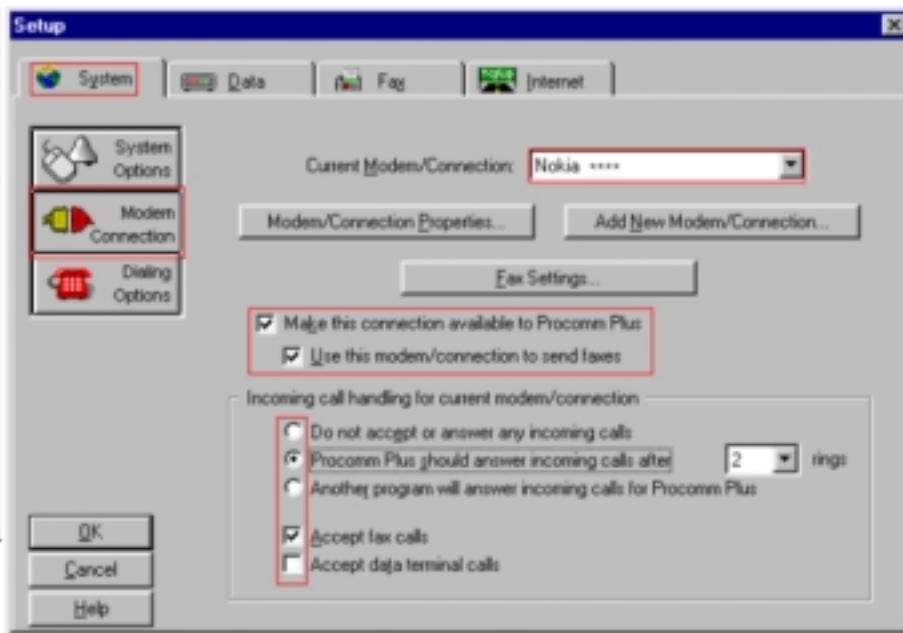 Setup
System
Data
Fax
Internet
System
Options
Modem
Connection
Dialing
Options
Current Modem/Connection:
Nokia ****
Modem/Connection Properties...
Add New Modem/Connection...
Fax Settings...
Make this connection available to Procomm Plus
Use this modem/connection to send faxes
Incoming call handling for current modem/connection
Do not accept or answer any incoming calls
Procomm Plus should answer incoming calls after 2 rings
Another program will answer incoming calls for Procomm Plus
Accept fax calls
Accept data terminal calls
OK
Cancel
Help